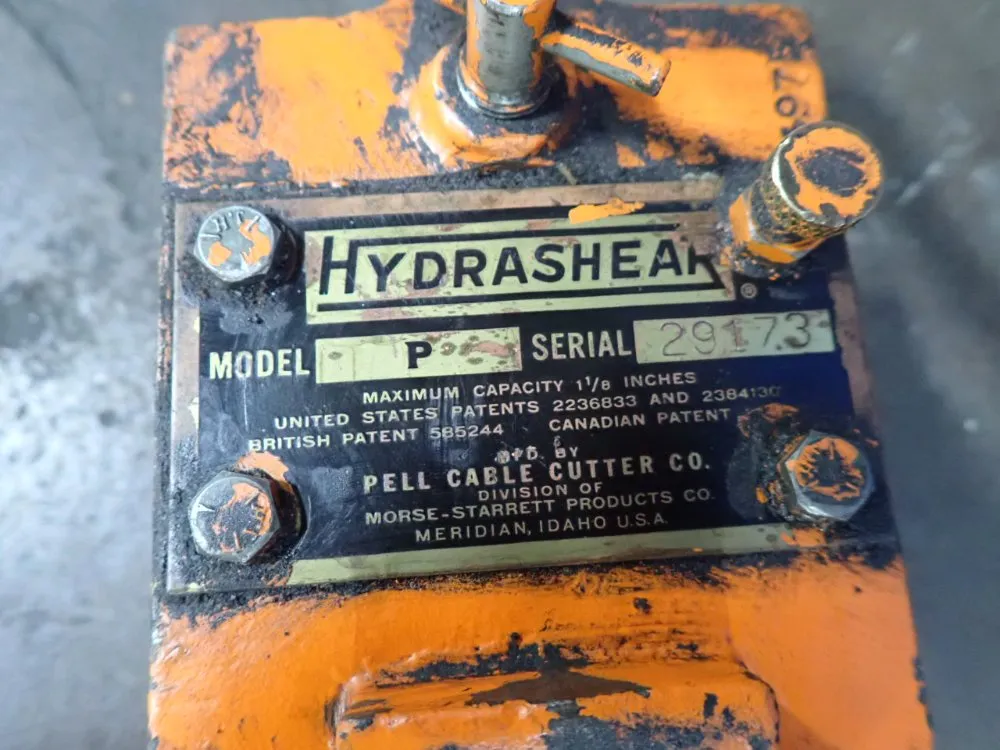 HYDRASHEAR ®
MODEL P SERIAL 29173
MAXIMUM CAPACITY 1 1/8 INCHES
UNITED STATES PATENTS 2236833 AND 2384130
BRITISH PATENT 585244 CANADIAN PATENT
MFD. BY
PELL CABLE CUTTER CO.
DIVISION OF
MORSE-STARRETT PRODUCTS CO.
MERIDIAN, IDAHO U.S.A.